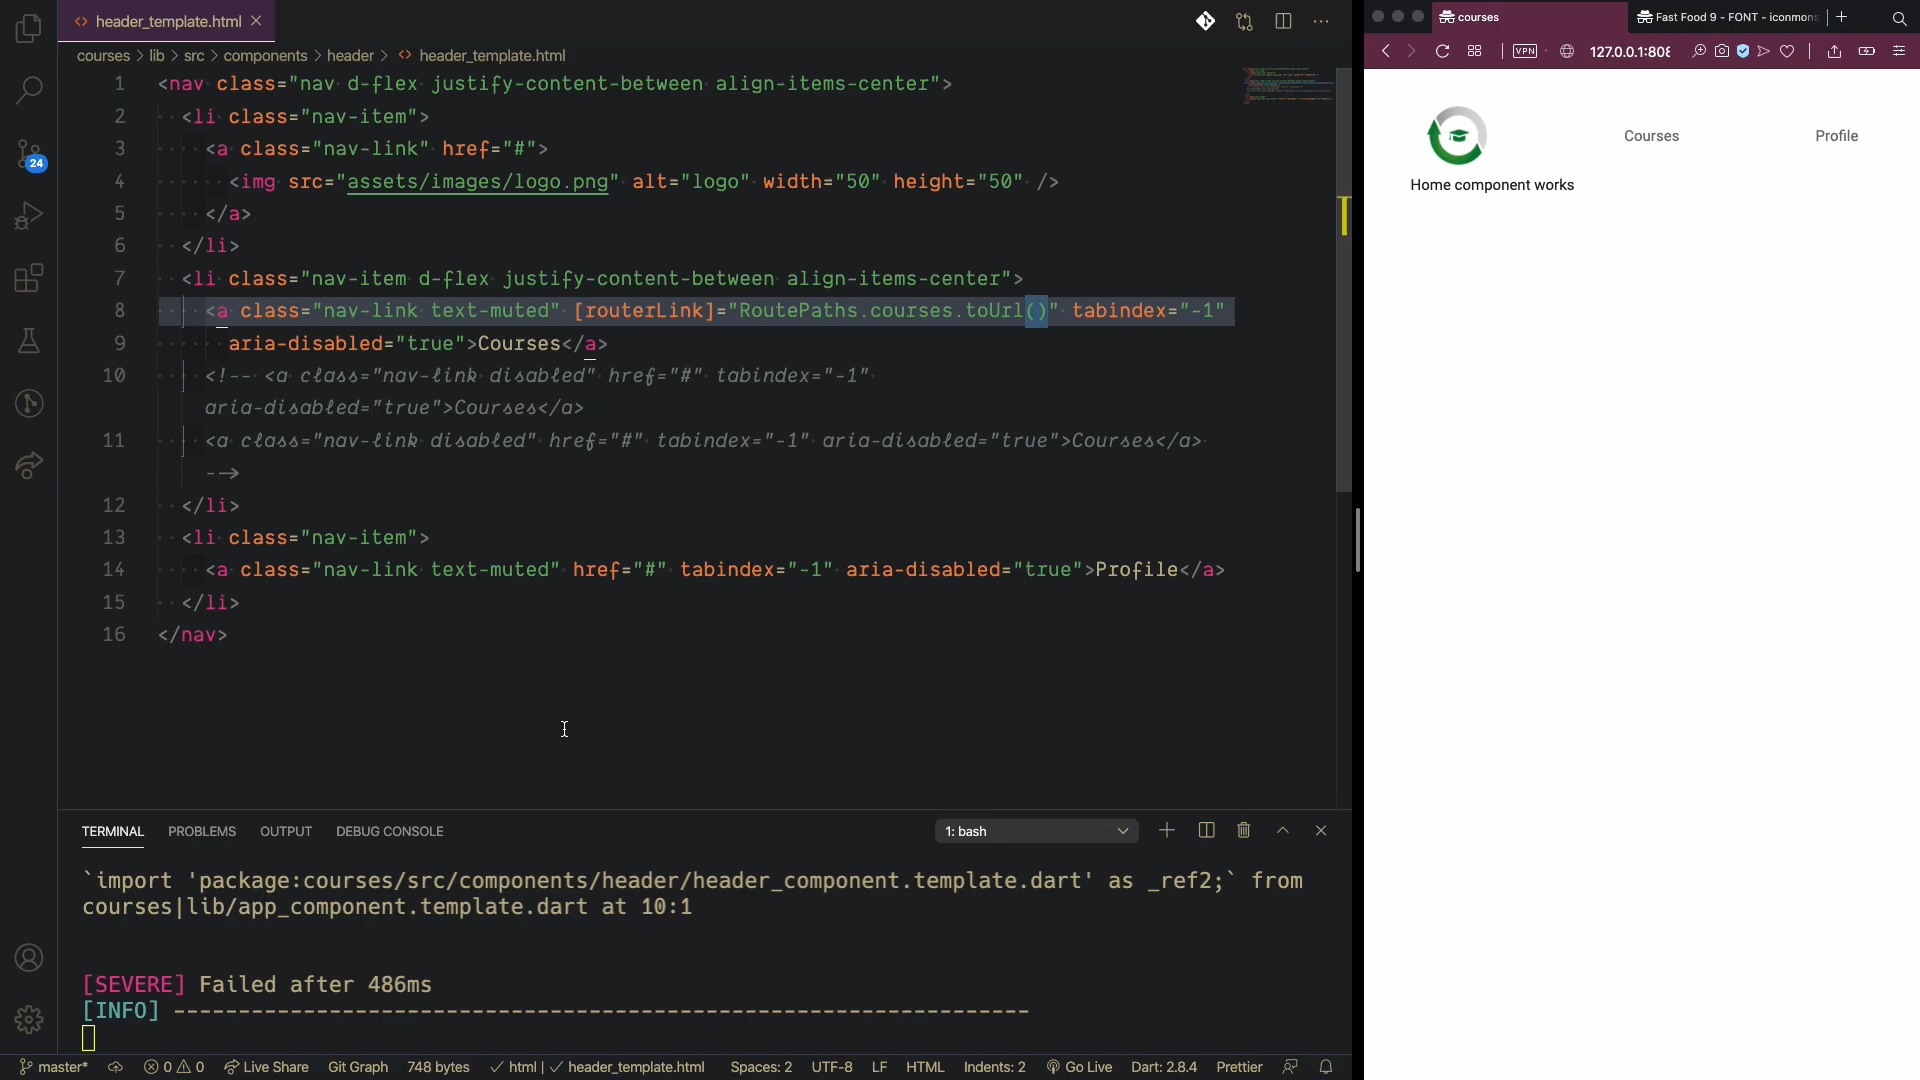 header_template.html
courses > lib > src > components > header > header_template.html
1 <nav class="nav d-flex justify-content-between align-items-center">
2 <li class="nav-item">
3 <a class="nav-link" href="#">
4 <img src="assets/images/logo.png" alt="logo" width="50" height="50" />
5 </a>
6 </li>
7 <li class="nav-item d-flex justify-content-between align-items-center">
8 <a class="nav-link text-muted" [routerLink]="RoutePaths.courses.toUrl()" tabindex="-1"
9 aria-disabled="true">Courses</a>
10 <!-- <a class="nav-link disabled" href="#" tabindex="-1"
aria-disabled="true">Courses</a>
11 <a class="nav-link disabled" href="#" tabindex="-1" aria-disabled="true">Courses</a>
-->
12 </li>
13 <li class="nav-item">
14 <a class="nav-link text-muted" href="#" tabindex="-1" aria-disabled="true">Profile</a>
15 </li>
16 </nav>
24
TERMINAL PROBLEMS OUTPUT DEBUG CONSOLE 1: bash
`import 'package:courses/src/components/header/header_component.template.dart' as _ref2;` from
courses|lib/app_component.template.dart at 10:1
[SEVERE] Failed after 486ms
[INFO] ------------------------------------------------------------------
master* 0 0 Live Share Git Graph 748 bytes html | header_template.html Spaces: 2 UTF-8 LF HTML Indents: 2 Go Live Dart: 2.8.4 Prettier
courses Fast Food 9 - FONT - iconmons
VPN 127.0.0.1:808
Courses Profile
Home component works